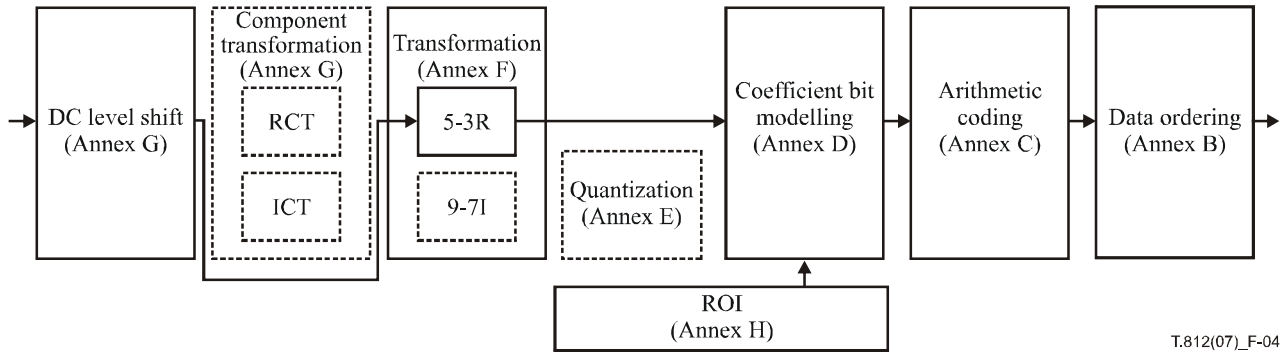 DC level shift
(Annex G)
Component
transformation
(Annex G)
RCT
ICT
Transformation
(Annex F)
5-3R
9-7I
Quantization
(Annex E)
Coefficient bit
modelling
(Annex D)
Arithmetic
coding
(Annex C)
Data ordering
(Annex B)
ROI
(Annex H)
T.812(07)_F-04